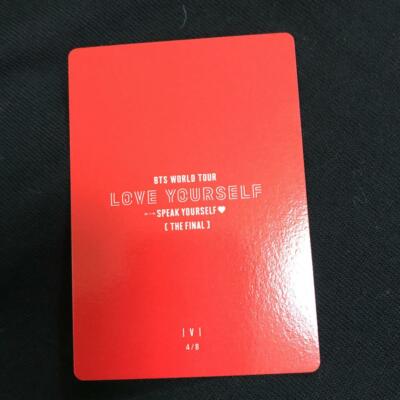 BTS WORLD TOUR
LOVE YOURSELF
SPEAK YOURSELF
[ THE FINAL ]
| V |
4/8